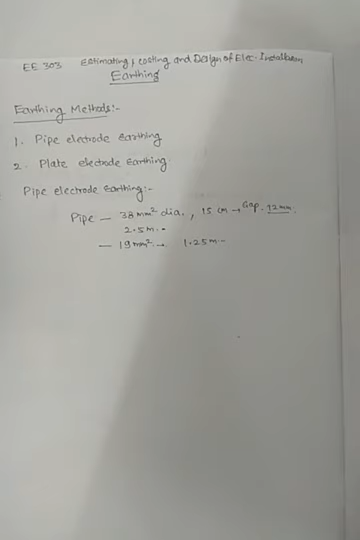 EE 303 Estimating, costing and Design of Elec. Installation
Earthing
Earthing Methods:-
1. Pipe electrode earthing
2. Plate electrode earthing.
Pipe electrode earthing:-
Pipe — 38 mm² dia., 15 cm → Gap. 12 mm.
2.5 m.
— 19 mm² → 1.25 m.